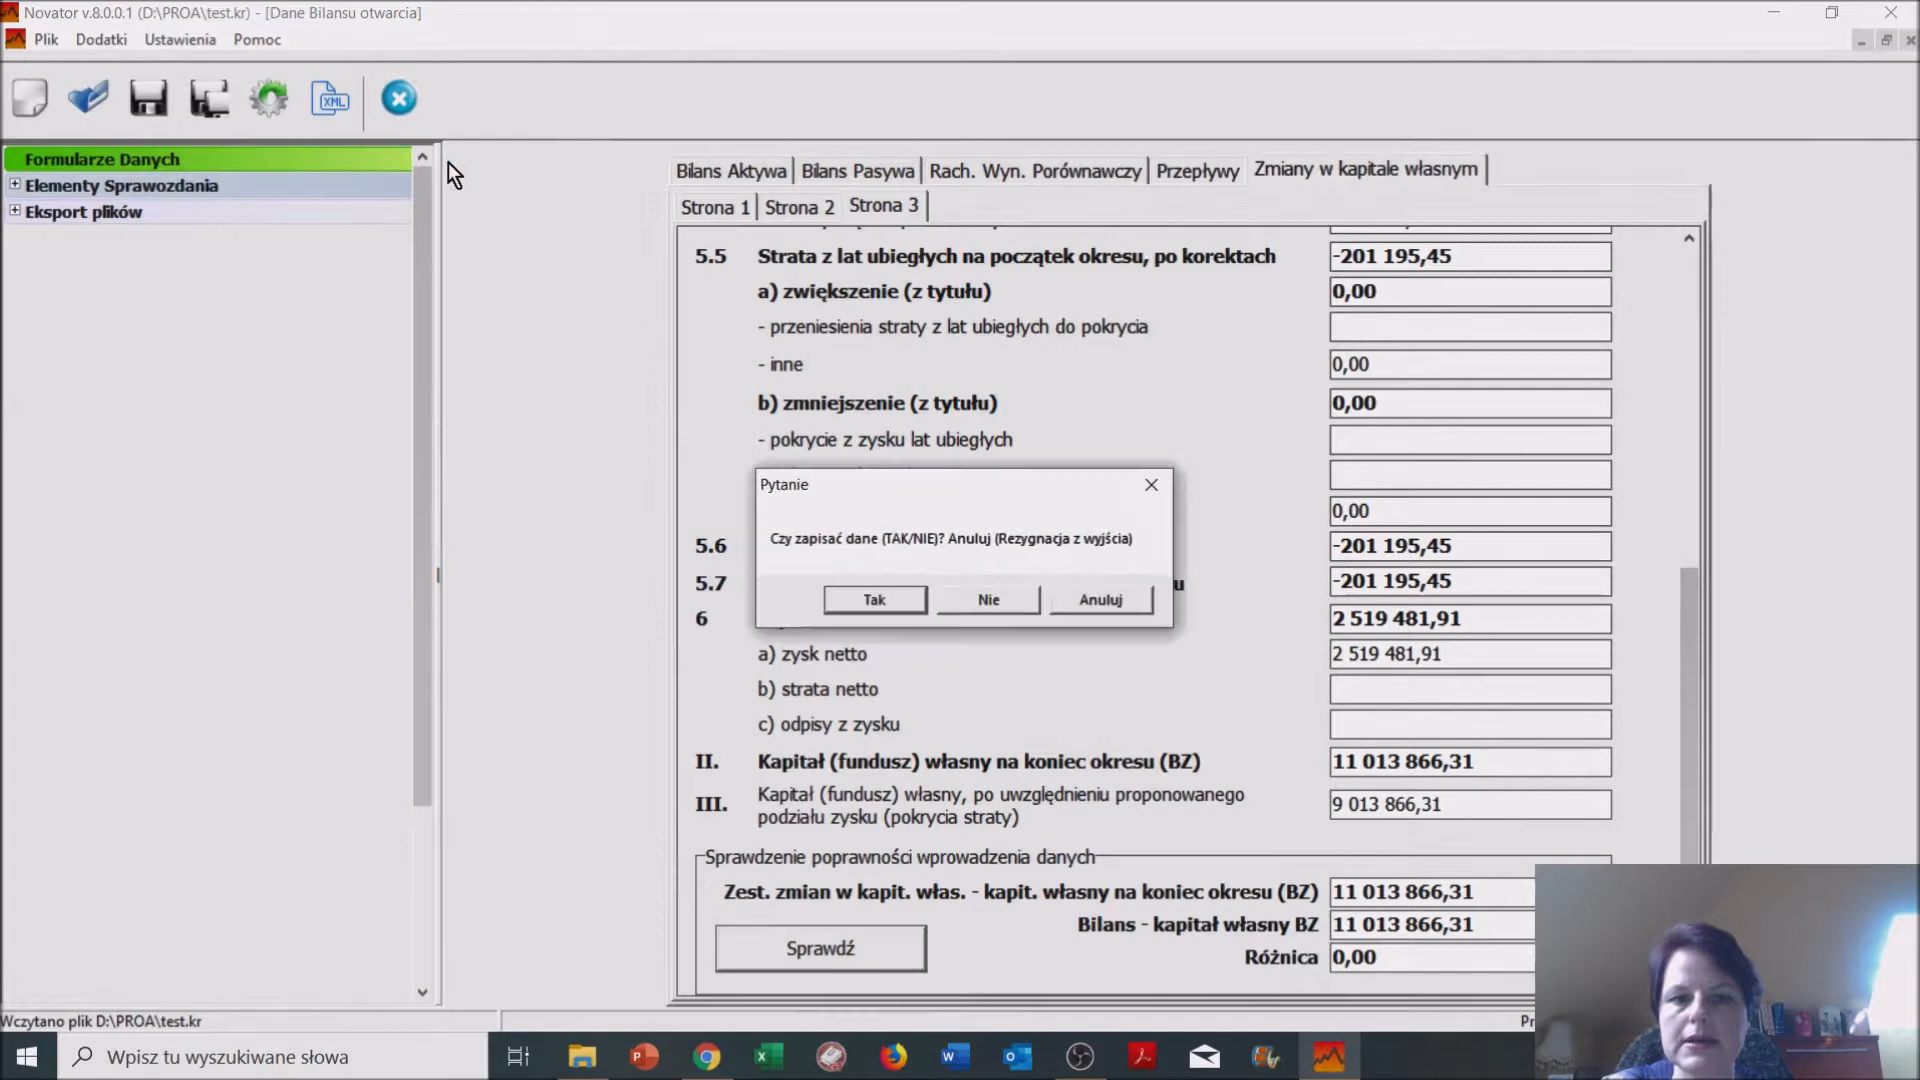 Novator v.8.0.0.1 (D:\PROA\test.kr) - [Dane Bilansu otwarcia]
Plik Dodatki Ustawienia Pomoc
XML
Formularze Danych
Elementy Sprawozdania
Eksport plików
Bilans Aktywa Bilans Pasywa Rach. Wyn. Porównawczy Przepływy Zmiany w kapitale własnym
Strona 1 Strona 2 Strona 3
5.5 Strata z lat ubiegłych na początek okresu, po korektach -201 195,45
a) zwiększenie (z tytułu) 0,00
- przeniesienia straty z lat ubiegłych do pokrycia
- inne 0,00
b) zmniejszenie (z tytułu) 0,00
- pokrycie z zysku lat ubiegłych
Pytanie
0,00
Czy zapisać dane (TAK/NIE)? Anuluj (Rezygnacja z wyjścia)
5.6 -201 195,45
5.7 u -201 195,45
Tak Nie Anuluj
6 2 519 481,91
a) zysk netto 2 519 481,91
b) strata netto
c) odpisy z zysku
II. Kapitał (fundusz) własny na koniec okresu (BZ) 11 013 866,31
III. Kapitał (fundusz) własny, po uwzględnieniu proponowanego
podziału zysku (pokrycia straty) 9 013 866,31
Sprawdzenie poprawności wprowadzenia danych
Zest. zmian w kapit. włas. - kapit. własny na koniec okresu (BZ) 11 013 866,31
Bilans - kapitał własny BZ 11 013 866,31
Sprawdź
Różnica 0,00
Wczytano plik D:\PROA\test.kr
Wpisz tu wyszukiwane słowa